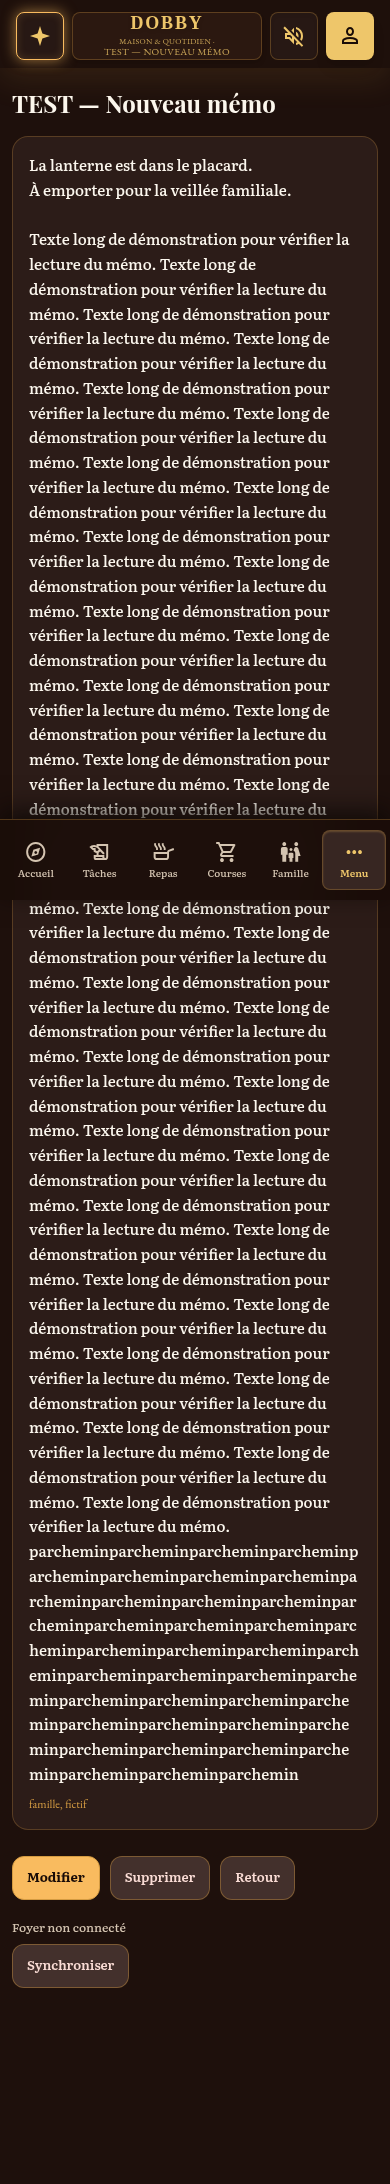 DOBBY
MAISON & QUOTIDIEN ·
TEST — NOUVEAU MÉMO
TEST — Nouveau mémo
La lanterne est dans le placard.
À emporter pour la veillée familiale.
Texte long de démonstration pour vérifier la
lecture du mémo. Texte long de
démonstration pour vérifier la lecture du
mémo. Texte long de démonstration pour
vérifier la lecture du mémo. Texte long de
démonstration pour vérifier la lecture du
mémo. Texte long de démonstration pour
vérifier la lecture du mémo. Texte long de
démonstration pour vérifier la lecture du
mémo. Texte long de démonstration pour
vérifier la lecture du mémo. Texte long de
démonstration pour vérifier la lecture du
mémo. Texte long de démonstration pour
vérifier la lecture du mémo. Texte long de
démonstration pour vérifier la lecture du
mémo. Texte long de démonstration pour
vérifier la lecture du mémo. Texte long de
démonstration pour vérifier la lecture du
mémo. Texte long de démonstration pour
vérifier la lecture du mémo. Texte long de
démonstration pour vérifier la lecture du
mémo. Texte long de démonstration pour
vérifier la lecture du mémo. Texte long de
démonstration pour vérifier la lecture du
Accueil Tâches Repas Courses Famille Menu
mémo. Texte long de démonstration pour
vérifier la lecture du mémo. Texte long de
démonstration pour vérifier la lecture du
mémo. Texte long de démonstration pour
vérifier la lecture du mémo. Texte long de
démonstration pour vérifier la lecture du
mémo. Texte long de démonstration pour
vérifier la lecture du mémo. Texte long de
démonstration pour vérifier la lecture du
mémo. Texte long de démonstration pour
vérifier la lecture du mémo. Texte long de
démonstration pour vérifier la lecture du
mémo. Texte long de démonstration pour
vérifier la lecture du mémo. Texte long de
démonstration pour vérifier la lecture du
mémo. Texte long de démonstration pour
vérifier la lecture du mémo. Texte long de
démonstration pour vérifier la lecture du
mémo. Texte long de démonstration pour
vérifier la lecture du mémo. Texte long de
démonstration pour vérifier la lecture du
mémo. Texte long de démonstration pour
vérifier la lecture du mémo. Texte long de
démonstration pour vérifier la lecture du
mémo. Texte long de démonstration pour
vérifier la lecture du mémo.
parcheminparcheminparcheminparcheminp
archeminparcheminparcheminparcheminpa
rcheminparcheminparcheminparcheminpar
cheminparcheminparcheminparcheminparc
heminparcheminparcheminparcheminparch
eminparcheminparcheminparcheminparche
minparcheminparcheminparcheminparche
minparcheminparcheminparcheminparche
minparcheminparcheminparcheminparche
minparcheminparcheminparchemin
famille, fictif
Modifier Supprimer Retour
Foyer non connecté
Synchroniser